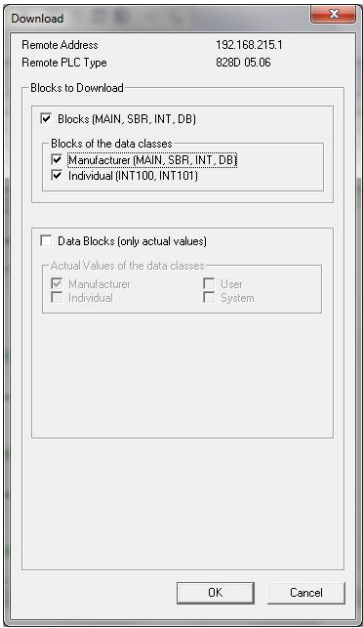 Download
Remote Address 192.168.215.1
Remote PLC Type 828D 05.06
Blocks to Download
Blocks (MAIN, SBR, INT, DB)
Blocks of the data classes
Manufacturer (MAIN, SBR, INT, DB)
Individual (INT100, INT101)
Data Blocks (only actual values)
Actual Values of the data classes
Manufacturer User
Individual System
OK Cancel